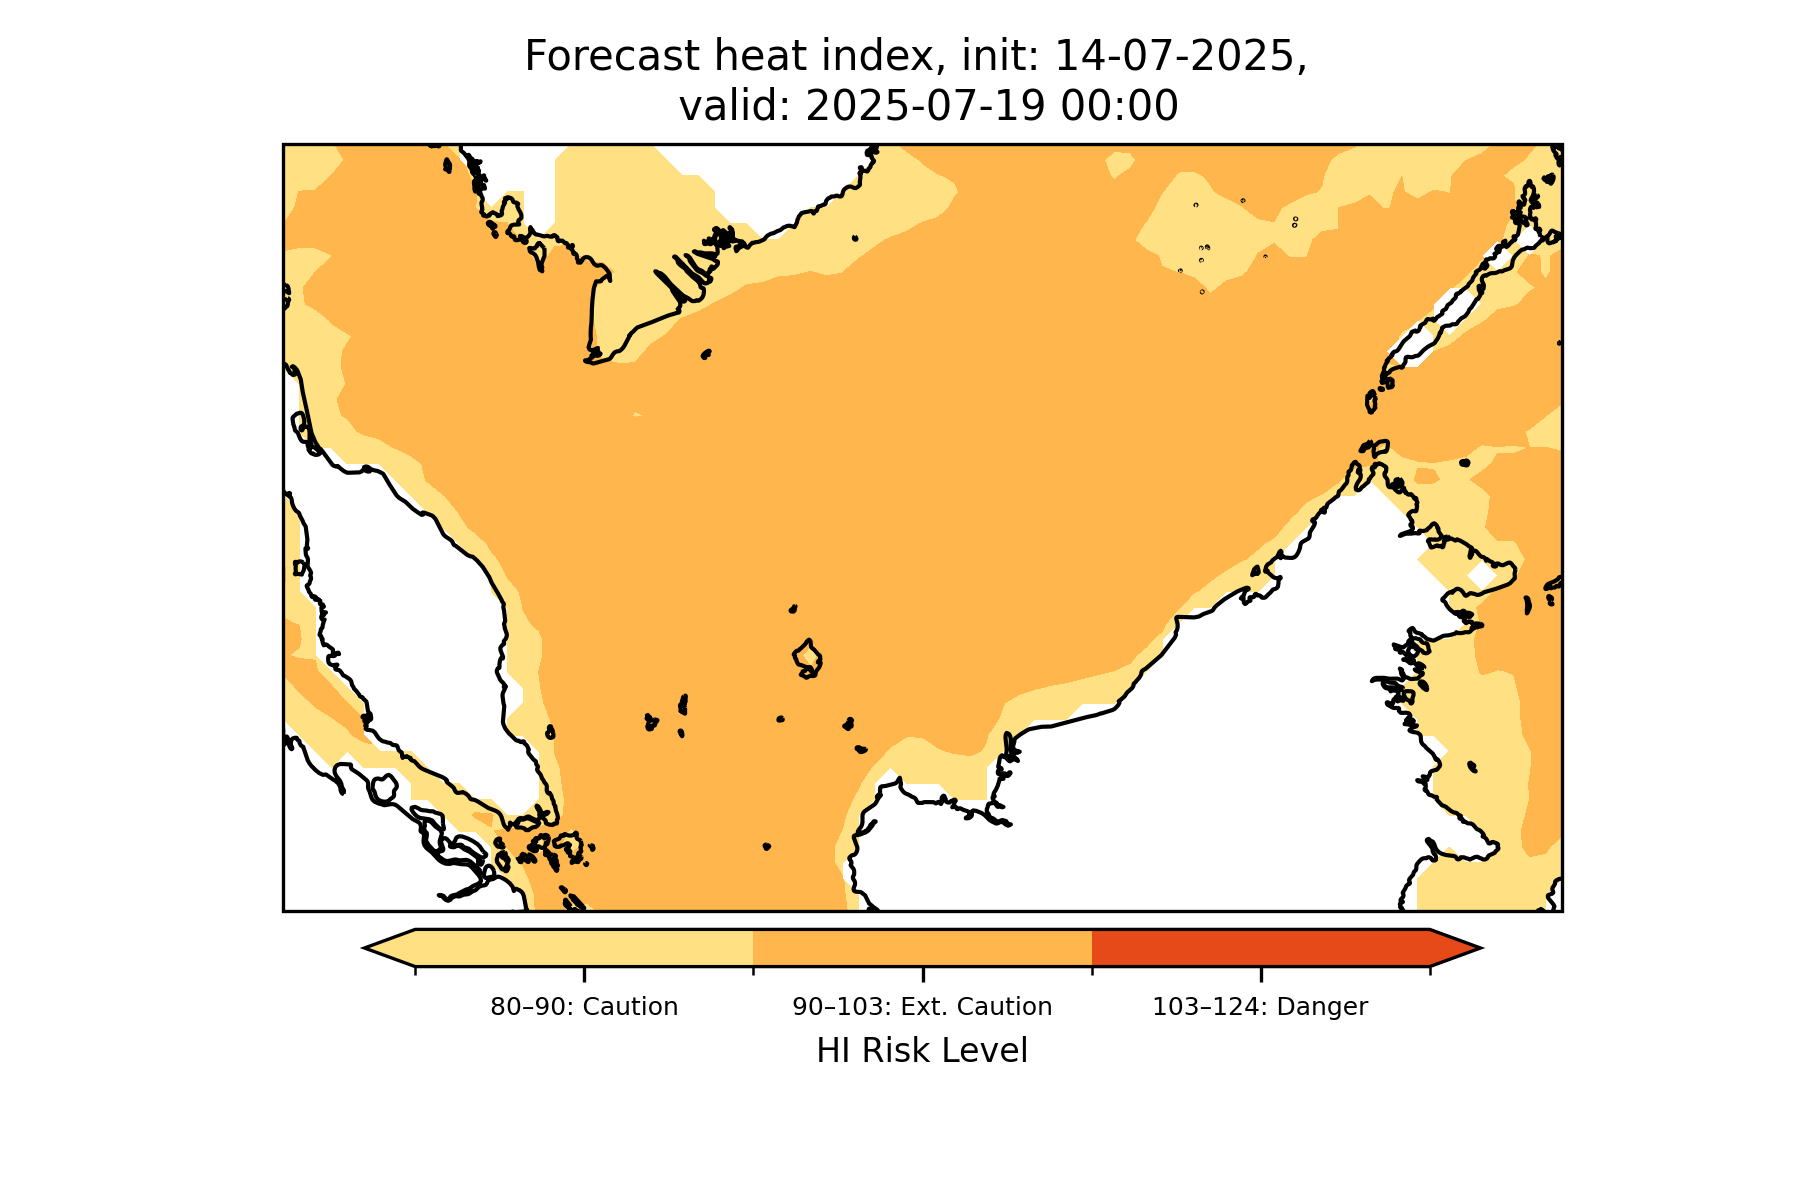 Forecast heat index, init: 14-07-2025,
valid: 2025-07-19 00:00
80–90: Caution
90–103: Ext. Caution
103–124: Danger
HI Risk Level